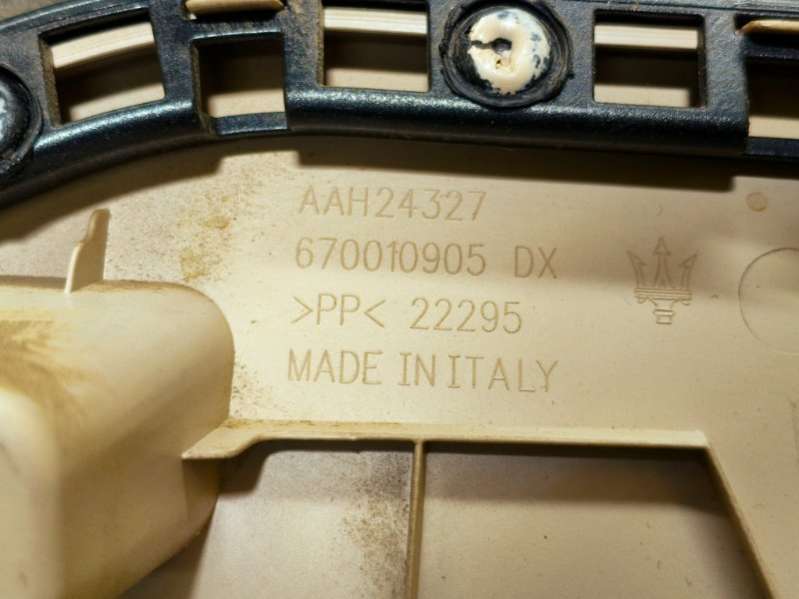 AAH24327
670010905 DX
>PP< 22295
MADE IN ITALY